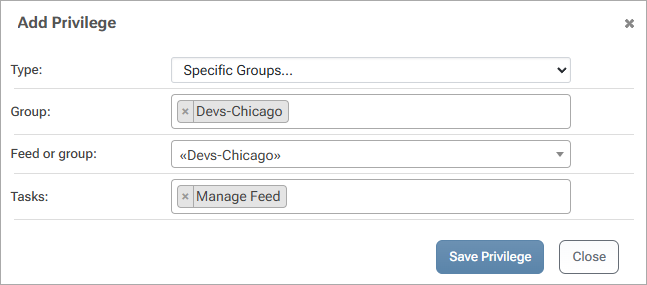 Add Privilege ×
Type: Specific Groups...
Group: × Devs-Chicago
Feed or group: «Devs-Chicago»
Tasks: × Manage Feed
Save Privilege Close